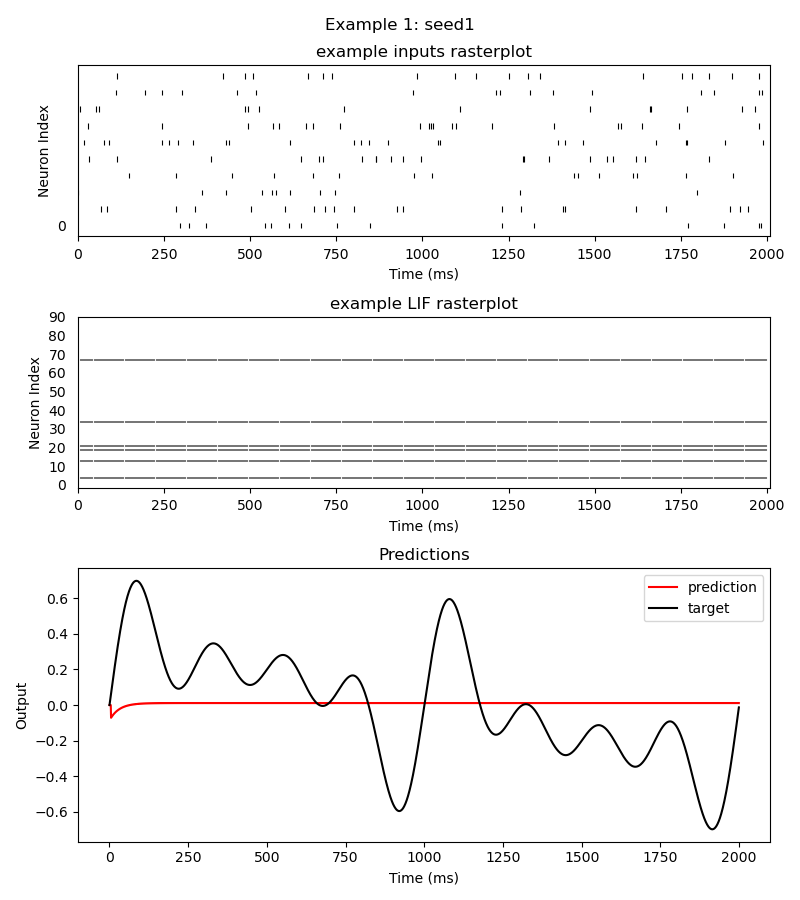 Example 1: seed1
example inputs rasterplot
Neuron Index
0
0 250 500 750 1000 1250 1500 1750 2000
Time (ms)
example LIF rasterplot
Neuron Index
90
80
70
60
50
40
30
20
10
0
0 250 500 750 1000 1250 1500 1750 2000
Time (ms)
Predictions
Output
0.6
0.4
0.2
0.0
−0.2
−0.4
−0.6
prediction
target
0 250 500 750 1000 1250 1500 1750 2000
Time (ms)